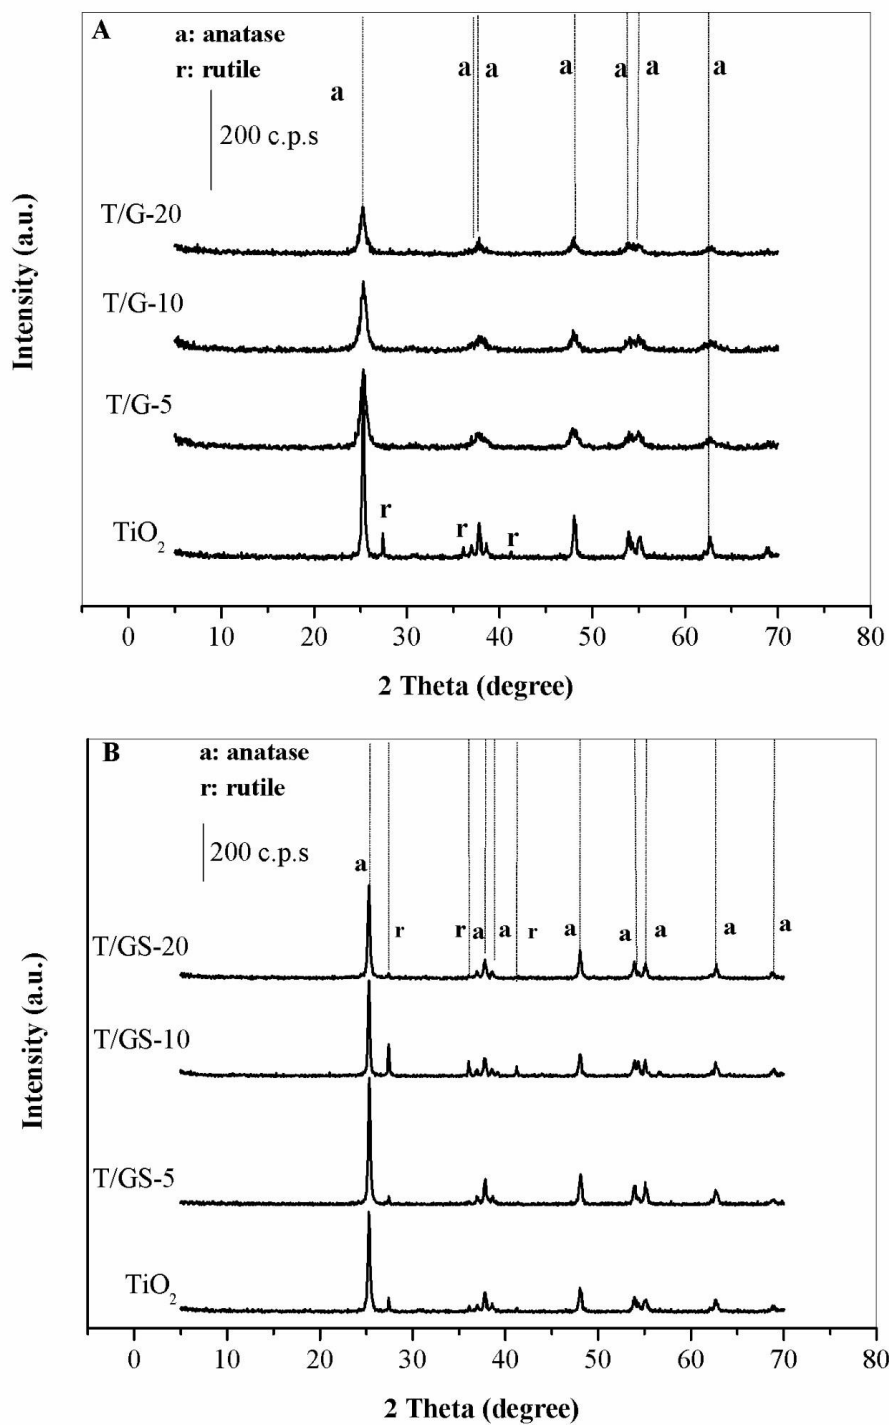 A
a: anatase
r: rutile
a
a
a
a
a
a
a
200 c.p.s
T/G-20
T/G-10
T/G-5
TiO2
r
r
r
Intensity (a.u.)
0 10 20 30 40 50 60 70 80
2 Theta (degree)
B
a: anatase
r: rutile
200 c.p.s
a
r
r
a
a
r
a
a
a
a
a
T/GS-20
T/GS-10
T/GS-5
TiO2
Intensity (a.u.)
0 10 20 30 40 50 60 70 80
2 Theta (degree)